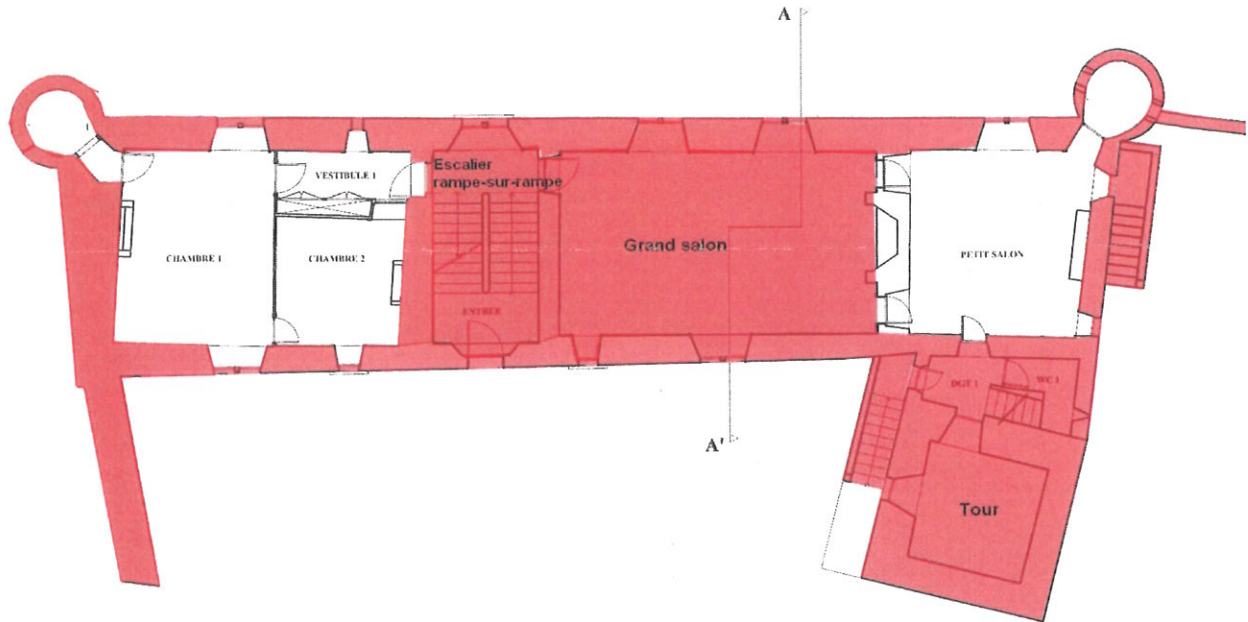 A
Escalier
rampe-sur-rampe
VESTIBULE 1
Grand salon
CHAMBRE 1
CHAMBRE 2
PETIT SALON
ENTREE
DGT 1
WC 1
A'
Tour